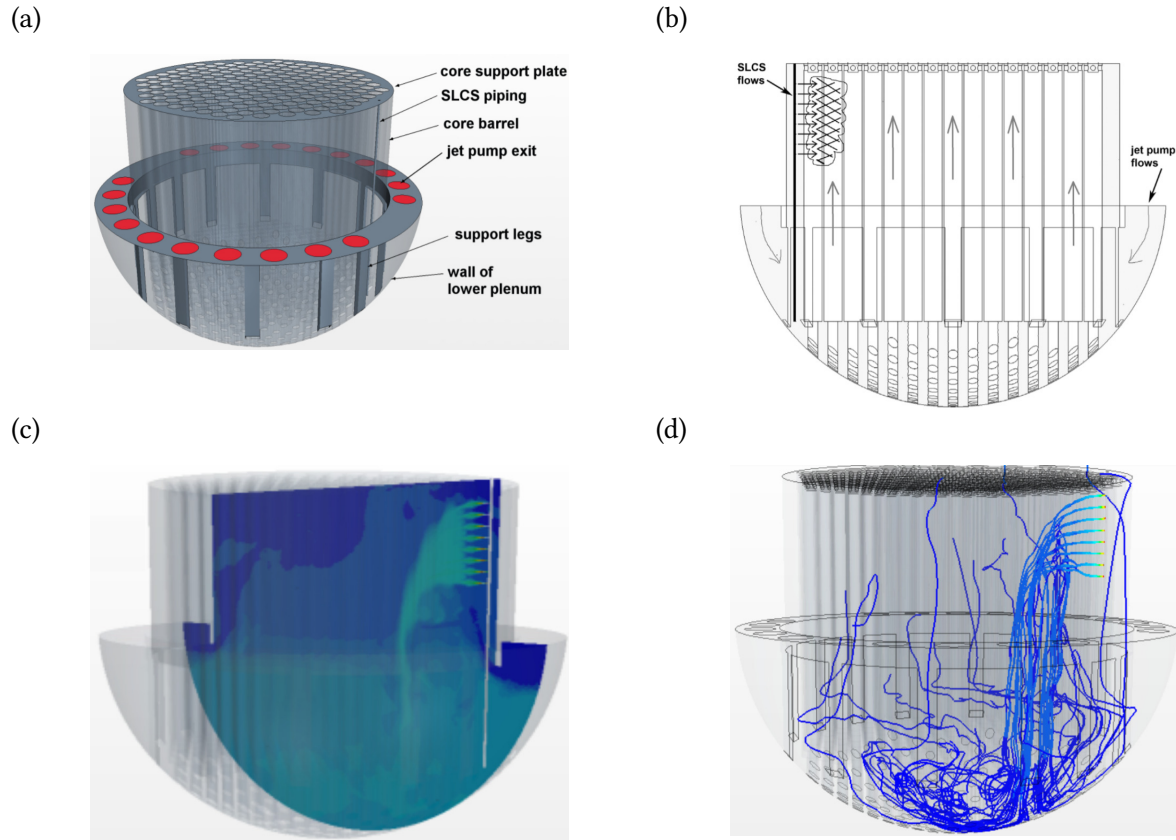 (a)
core support plate
SLCS piping
core barrel
jet pump exit
support legs
wall of
lower plenum
(b)
SLCS
flows
jet pump
flows
(c)
(d)